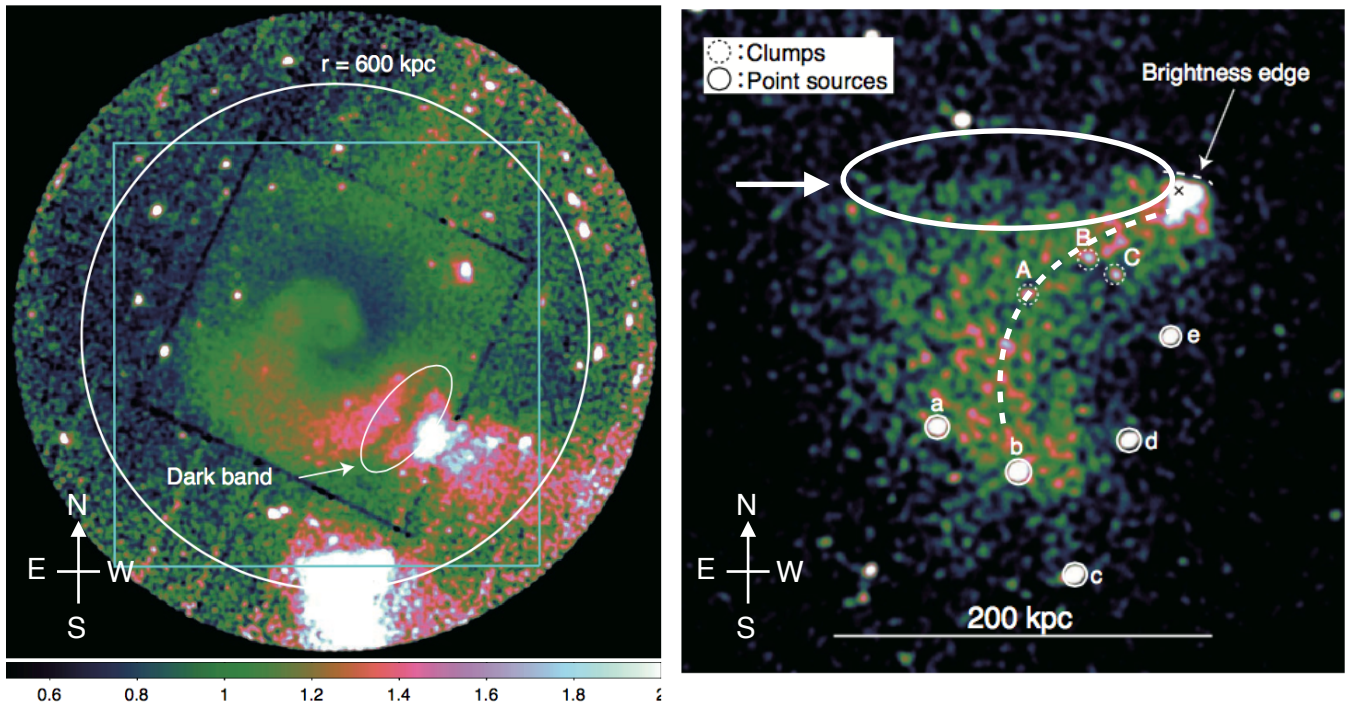 r = 600 kpc
Dark band
N
E W
S
0.6 0.8 1 1.2 1.4 1.6 1.8 2
: Clumps
: Point sources
Brightness edge
×
B
C
A
e
a
d
b
c
N
E W
S
200 kpc